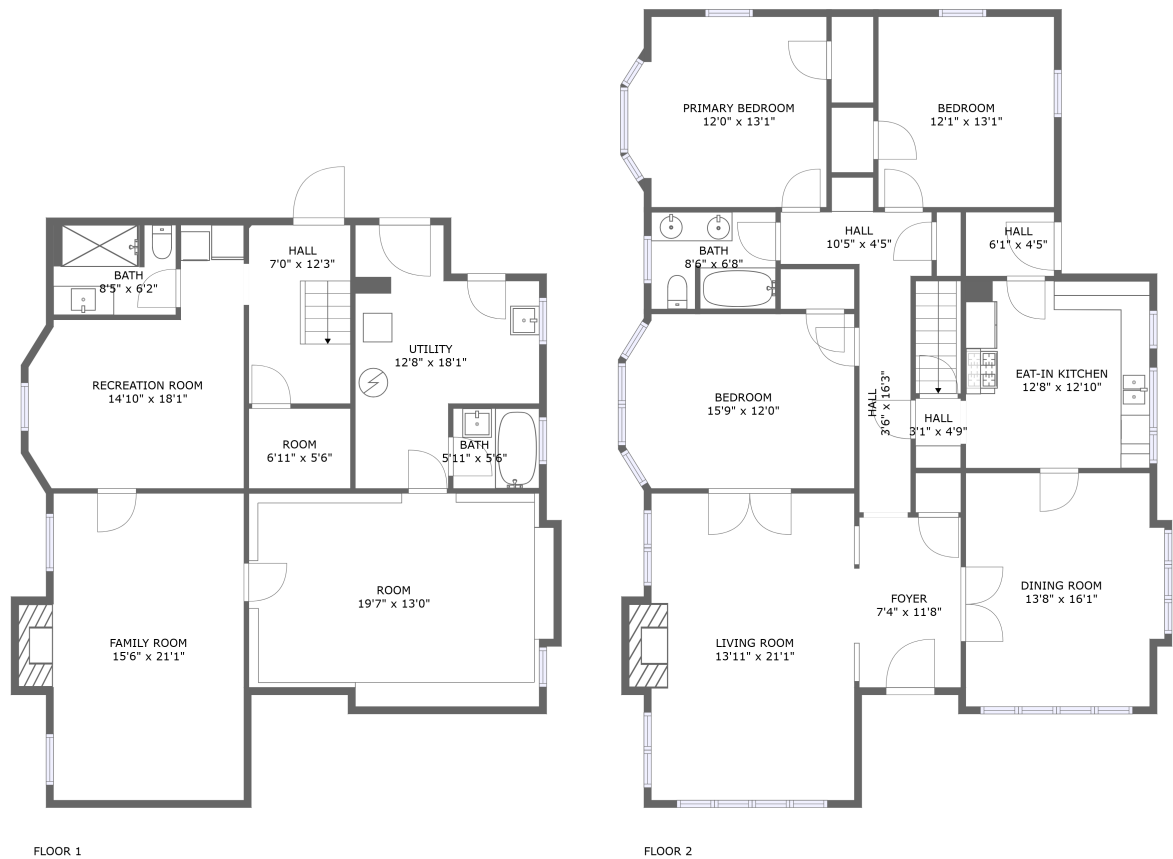 HALL
7'0" x 12'3"
BATH
8'5" x 6'2"
UTILITY
12'8" x 18'1"
RECREATION ROOM
14'10" x 18'1"
ROOM
6'11" x 5'6"
BATH
5'11" x 5'6"
ROOM
19'7" x 13'0"
FAMILY ROOM
15'6" x 21'1"
FLOOR 1
PRIMARY BEDROOM
12'0" x 13'1"
BEDROOM
12'1" x 13'1"
HALL
10'5" x 4'5"
HALL
6'1" x 4'5"
BATH
8'6" x 6'8"
EAT-IN KITCHEN
12'8" x 12'10"
BEDROOM
15'9" x 12'0"
HALL
3'6" x 16'3"
HALL
3'1" x 4'9"
DINING ROOM
13'8" x 16'1"
FOYER
7'4" x 11'8"
LIVING ROOM
13'11" x 21'1"
FLOOR 2